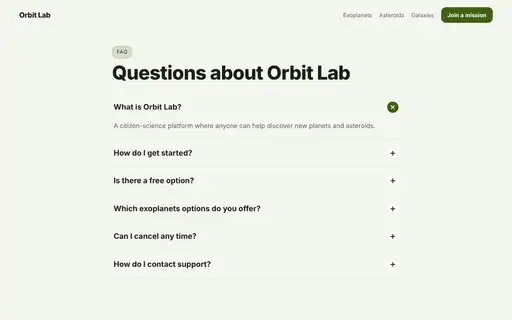 Orbit Lab
Exoplanets Asteroids Galaxies Join a mission
FAQ
Questions about Orbit Lab
What is Orbit Lab?
A citizen-science platform where anyone can help discover new planets and asteroids.
How do I get started?
Is there a free option?
Which exoplanets options do you offer?
Can I cancel any time?
How do I contact support?